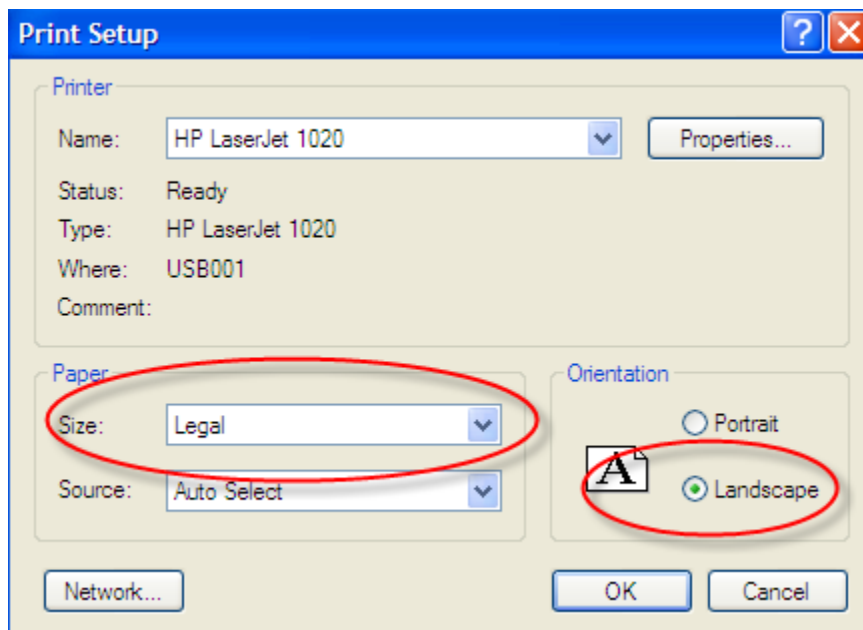 Print Setup
Printer
Name: HP LaserJet 1020 Properties...
Status: Ready
Type: HP LaserJet 1020
Where: USB001
Comment:
Paper
Size: Legal
Source: Auto Select
Orientation
Portrait
A
Landscape
Network...
OK
Cancel